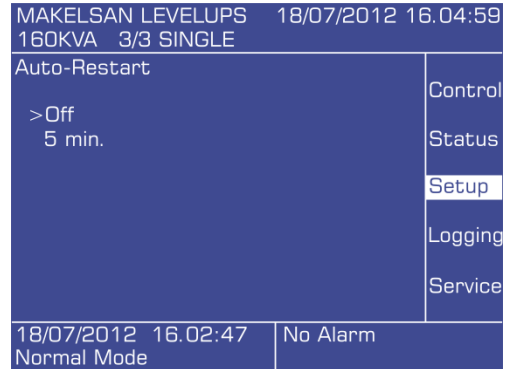 MAKELSAN LEVELUPS 18/07/2012 16.04:59
160KVA 3/3 SINGLE
Auto-Restart
>Off
5 min.
Control
Status
Setup
Logging
Service
18/07/2012 16.02:47 No Alarm
Normal Mode